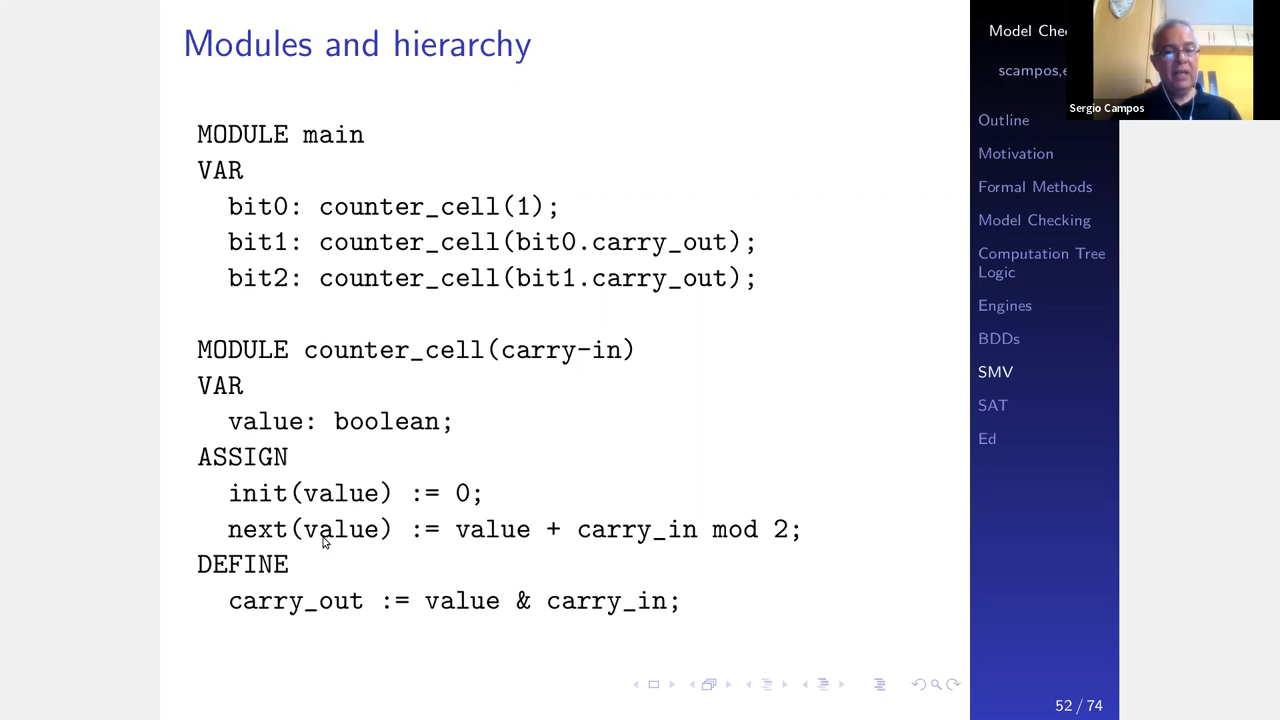 Modules and hierarchy
MODULE main
VAR
bit0: counter_cell(1);
bit1: counter_cell(bit0.carry_out);
bit2: counter_cell(bit1.carry_out);
MODULE counter_cell(carry-in)
VAR
value: boolean;
ASSIGN
init(value) := 0;
next(value) := value + carry_in mod 2;
DEFINE
carry_out := value & carry_in;
Model Che
scampos,e
Sergio Campos
Outline
Motivation
Formal Methods
Model Checking
Computation Tree
Logic
Engines
BDDs
SMV
SAT
Ed
52 / 74